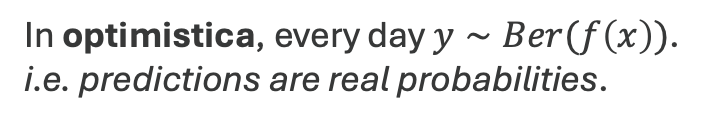 In optimistica, every day y ~ Ber(f(x)).
i.e. predictions are real probabilities.